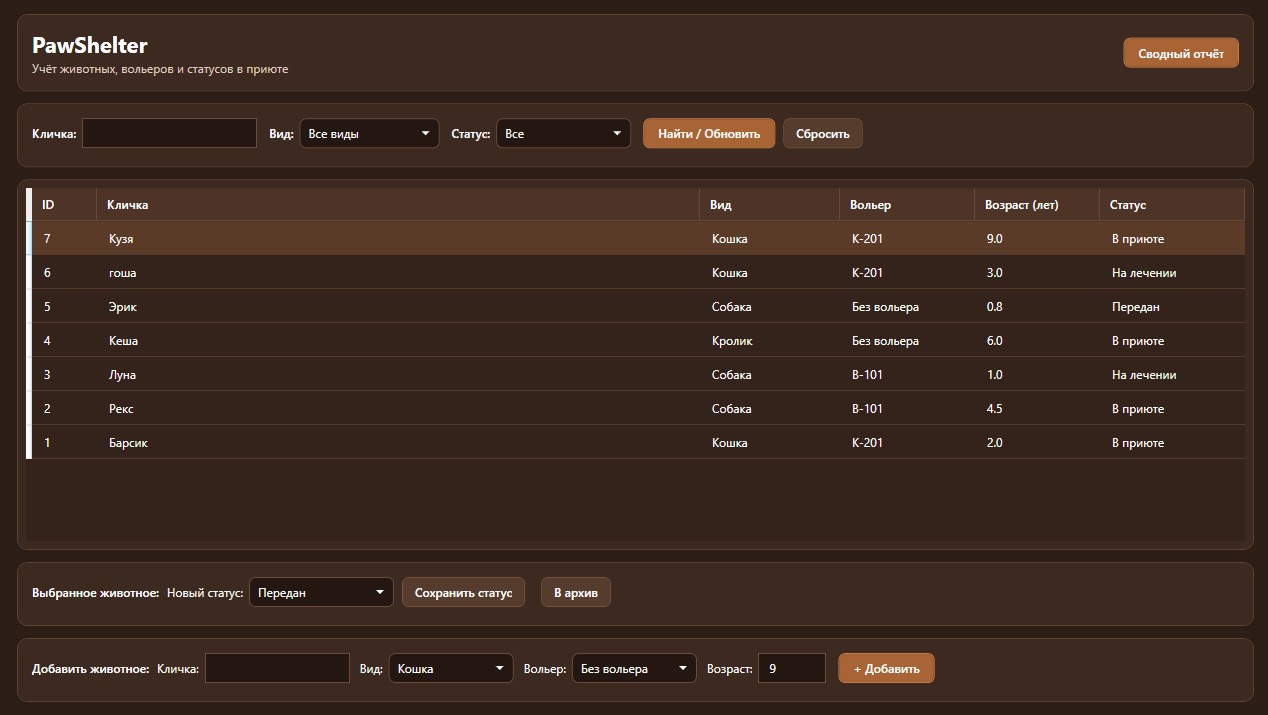 PawShelter
Учёт животных, вольеров и статусов в приюте
Сводный отчёт
Кличка: Вид: Все виды Статус: Все Найти / Обновить Сбросить
ID Кличка Вид Вольер Возраст (лет) Статус
7 Кузя Кошка К-201 9.0 В приюте
6 гоша Кошка К-201 3.0 На лечении
5 Эрик Собака Без вольера 0.8 Передан
4 Кеша Кролик Без вольера 6.0 В приюте
3 Луна Собака В-101 1.0 На лечении
2 Рекс Собака В-101 4.5 В приюте
1 Барсик Кошка К-201 2.0 В приюте
Выбранное животное: Новый статус: Передан Сохранить статус В архив
Добавить животное: Кличка: Вид: Кошка Вольер: Без вольера Возраст: 9 + Добавить